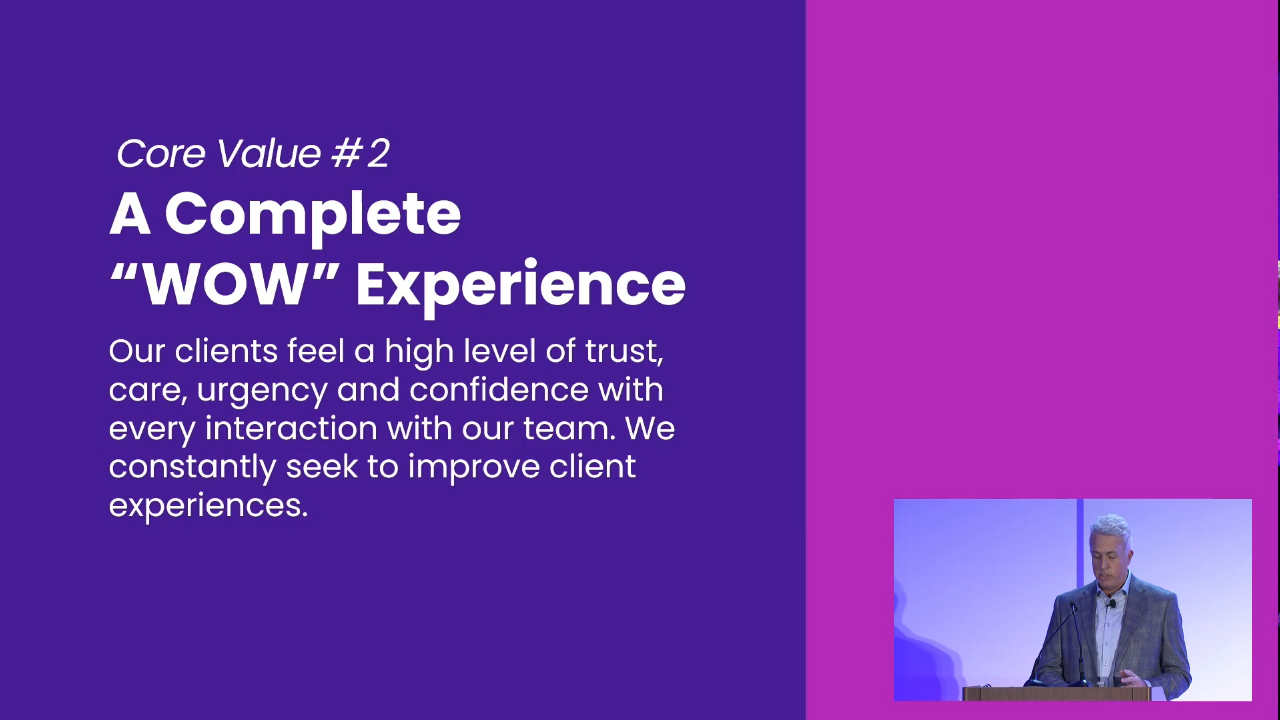 Core Value #2
A Complete
“WOW” Experience
Our clients feel a high level of trust,
care, urgency and confidence with
every interaction with our team. We
constantly seek to improve client
experiences.